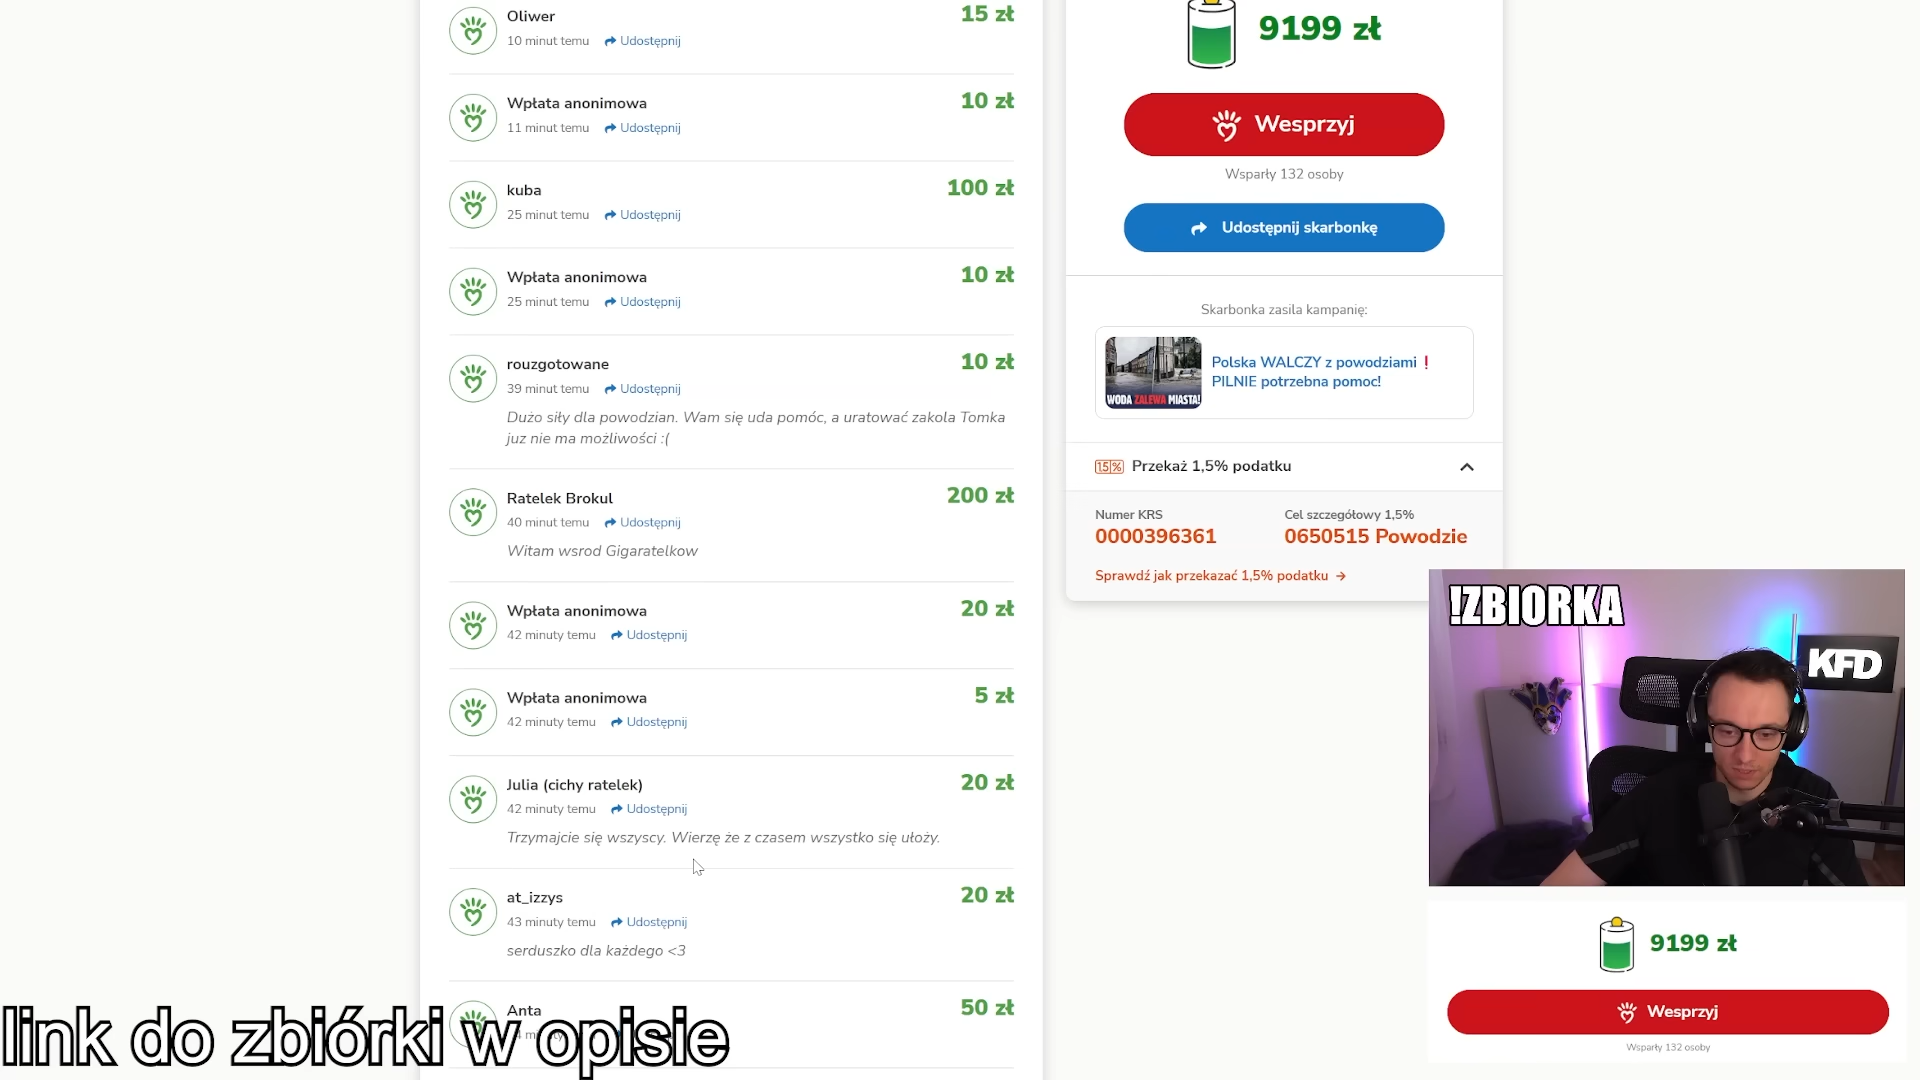 Oliwer
15 zł
10 minut temu Udostępnij
Wpłata anonimowa
10 zł
11 minut temu Udostępnij
kuba
100 zł
25 minut temu Udostępnij
Wpłata anonimowa
10 zł
25 minut temu Udostępnij
rouzgotowane
10 zł
39 minut temu Udostępnij
Dużo siły dla powodzian. Wam się uda pomóc, a uratować zakola Tomka
juz nie ma możliwości :(
Ratelek Brokul
200 zł
40 minut temu Udostępnij
Witam wsrod Gigaratelkow
Wpłata anonimowa
20 zł
42 minuty temu Udostępnij
Wpłata anonimowa
5 zł
42 minuty temu Udostępnij
Julia (cichy ratelek)
20 zł
42 minuty temu Udostępnij
Trzymajcie się wszyscy. Wierzę że z czasem wszystko się ułoży.
at_izzys
20 zł
43 minuty temu Udostępnij
serduszko dla każdego <3
Anta
50 zł
link do zbiórki w opisie
9199 zł
Wesprzyj
Wsparły 132 osoby
Udostępnij skarbonkę
Skarbonka zasila kampanię:
WODA ZALEWA MIASTA!
Polska WALCZY z powodziami❗
PILNIE potrzebna pomoc!
1,5% Przekaż 1,5% podatku
Numer KRS
0000396361
Cel szczegółowy 1,5%
0650515 Powodzie
Sprawdź jak przekazać 1,5% podatku →
!ZBIORKA
KFD
9199 zł
Wesprzyj
Wsparły 132 osoby